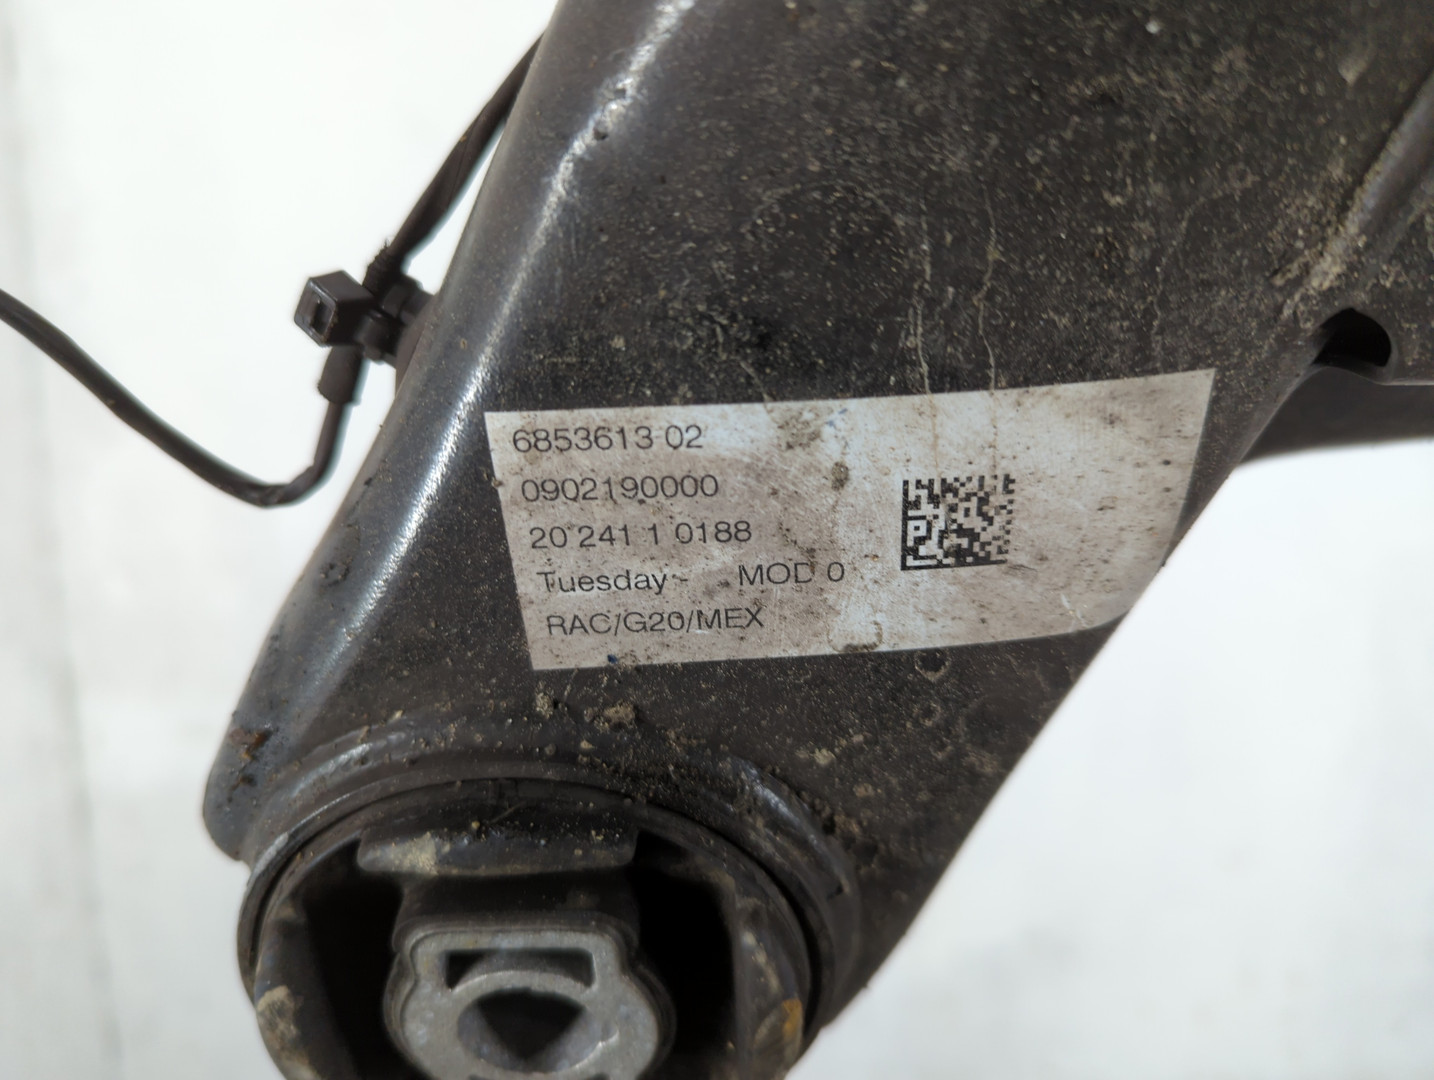 6853613 02
0902190000
20 241 1 0188
Tuesday - MOD 0
RAC/G20/MEX